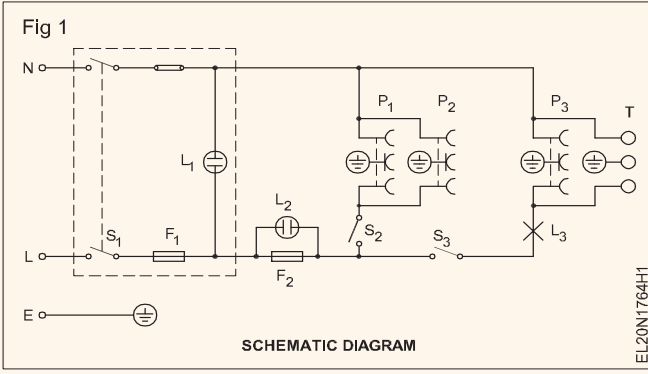 Fig 1
N
P1 P2 P3 T
L1
L2
S1 F1 S2 S3 L3
L
F2
E
SCHEMATIC DIAGRAM
EL20N1764H1